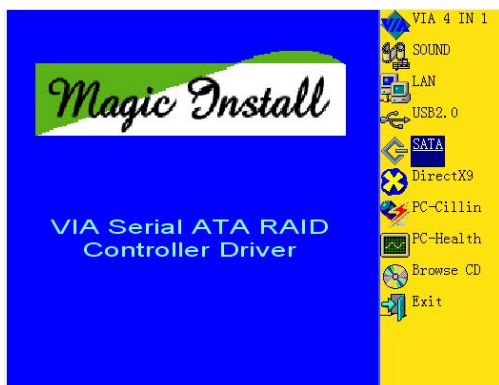 Magic Install
VIA Serial ATA RAID
Controller Driver
VIA 4 IN 1
SOUND
LAN
USB2.0
SATA
DirectX9
PC-Cillin
PC-Health
Browse CD
Exit